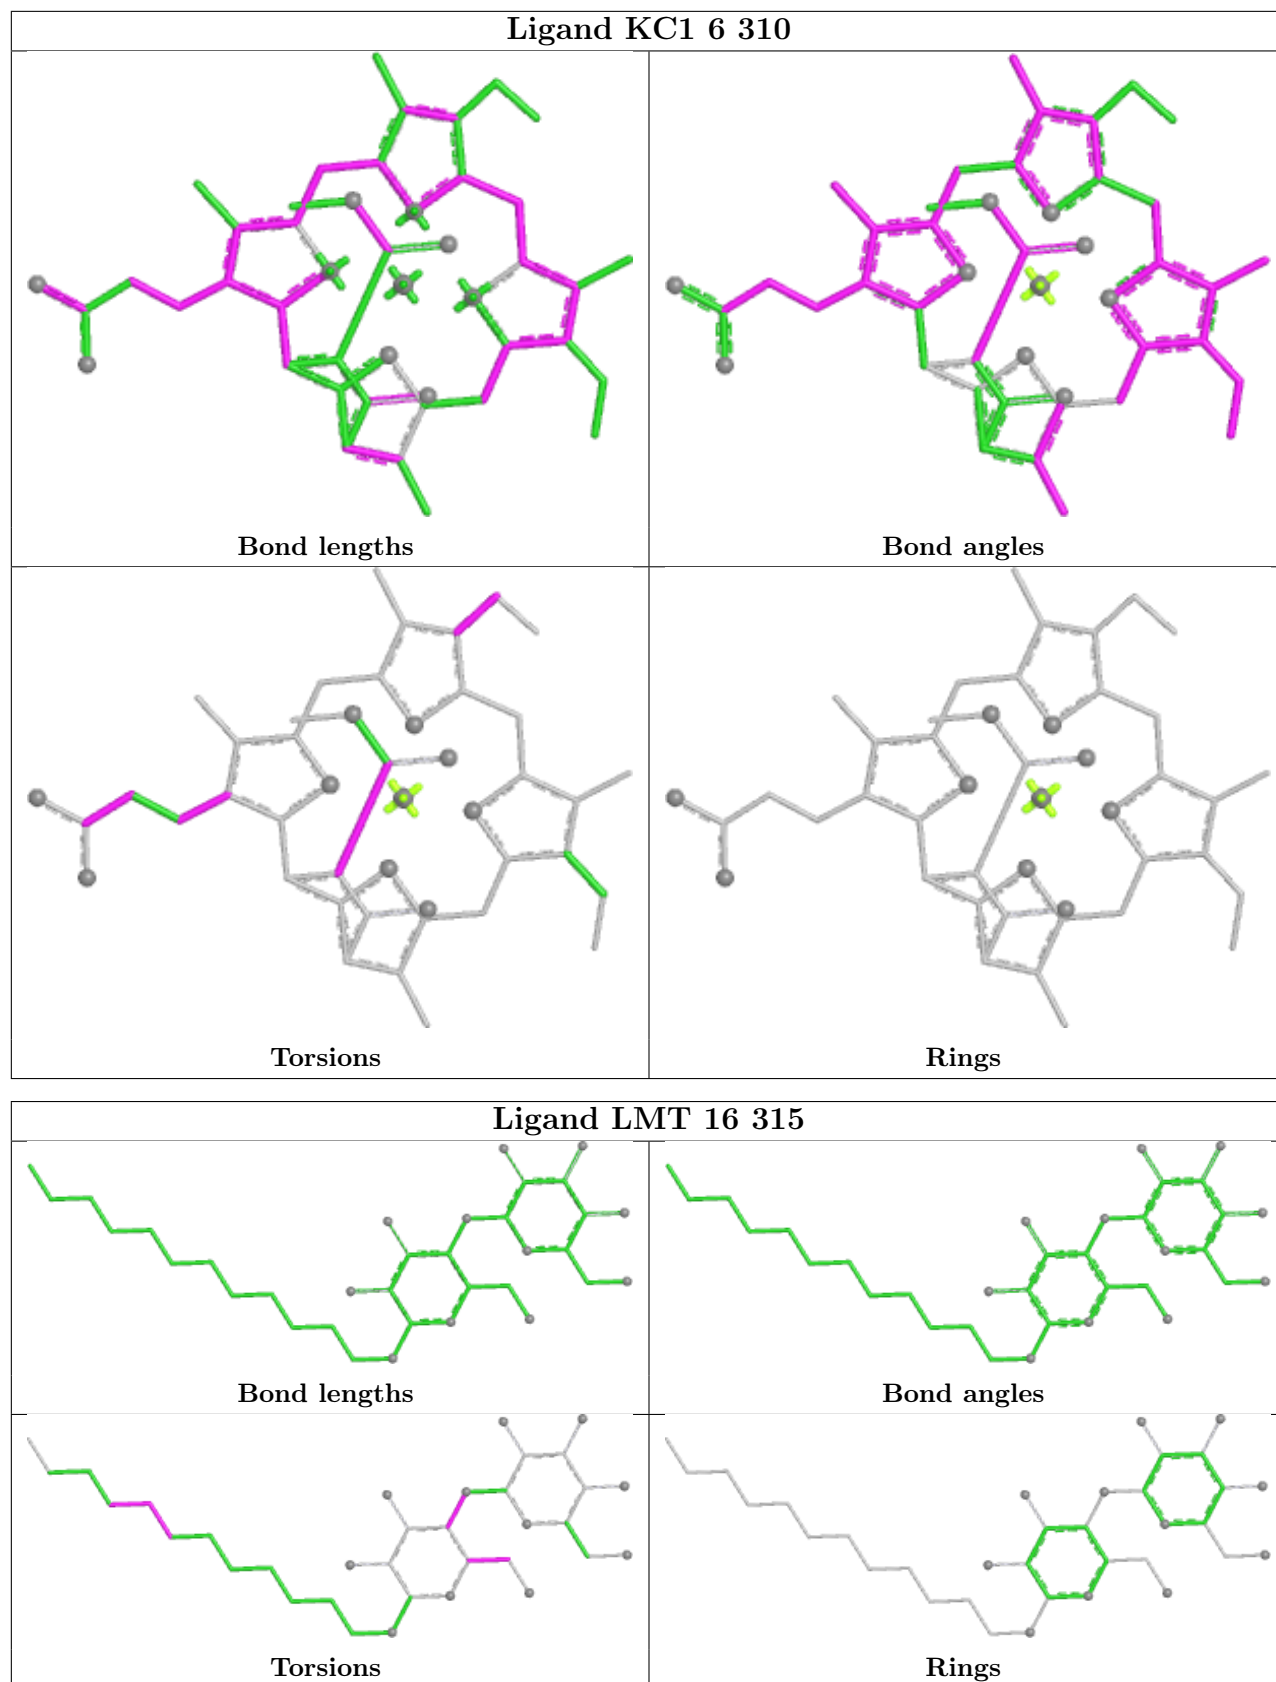 Ligand KC1 6 310
Bond lengths
Bond angles
Torsions
Rings
Ligand LMT 16 315
Bond lengths
Bond angles
Torsions
Rings